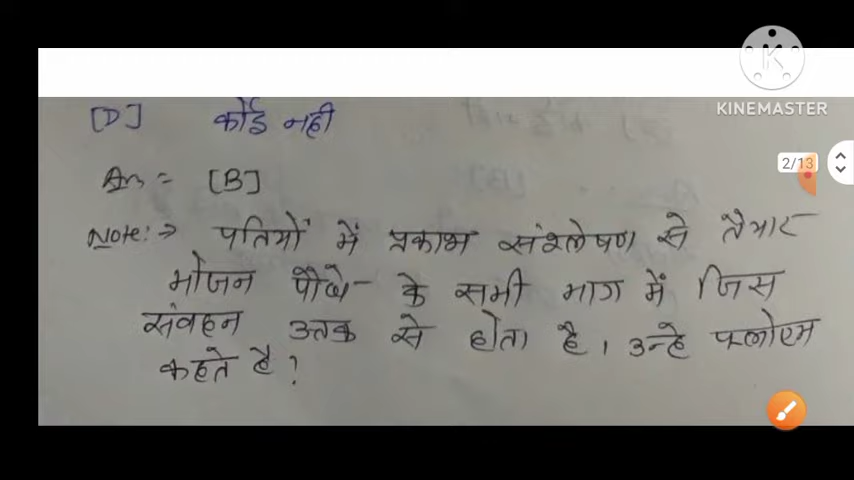 KINEMASTER
[D] कोई नही
2/13
Ans = [B]
Note:⇒ पतियों में प्रकाश संश्लेषण से तैयार
भोजन पौधे के सभी भाग में जिस
संवहन उत्तक से होता है, उन्हे फ्लोएम
कहते है?